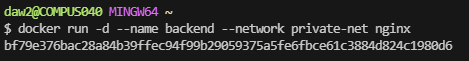 daw2@COMPUS040 MINGW64 ~
$ docker run -d --name backend --network private-net nginx
bf79e376bac28a84b39ffec94f99b29059375a5fe6fbce61c3884d824c1980d6